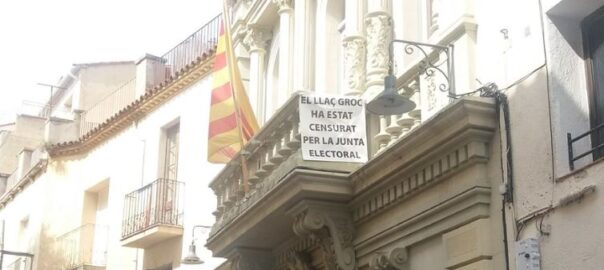 EL LLAÇ GROC
HA ESTAT
CENSURAT
PER LA JUNTA
ELECTORAL